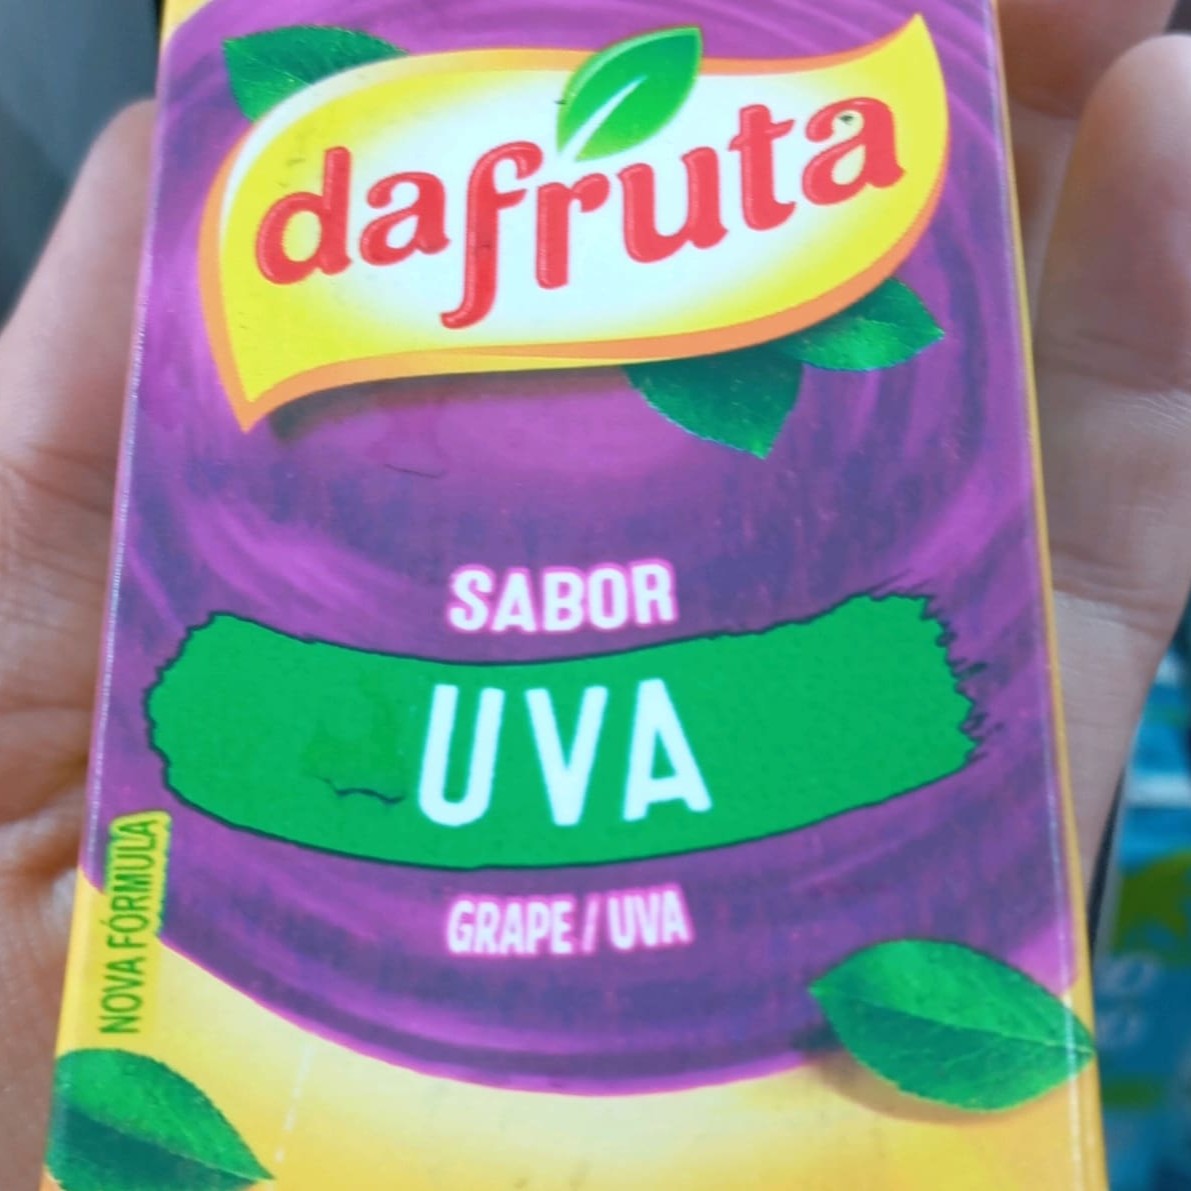 dafruta
SABOR
UVA
GRAPE / UVA
NOVA FÓRMULA